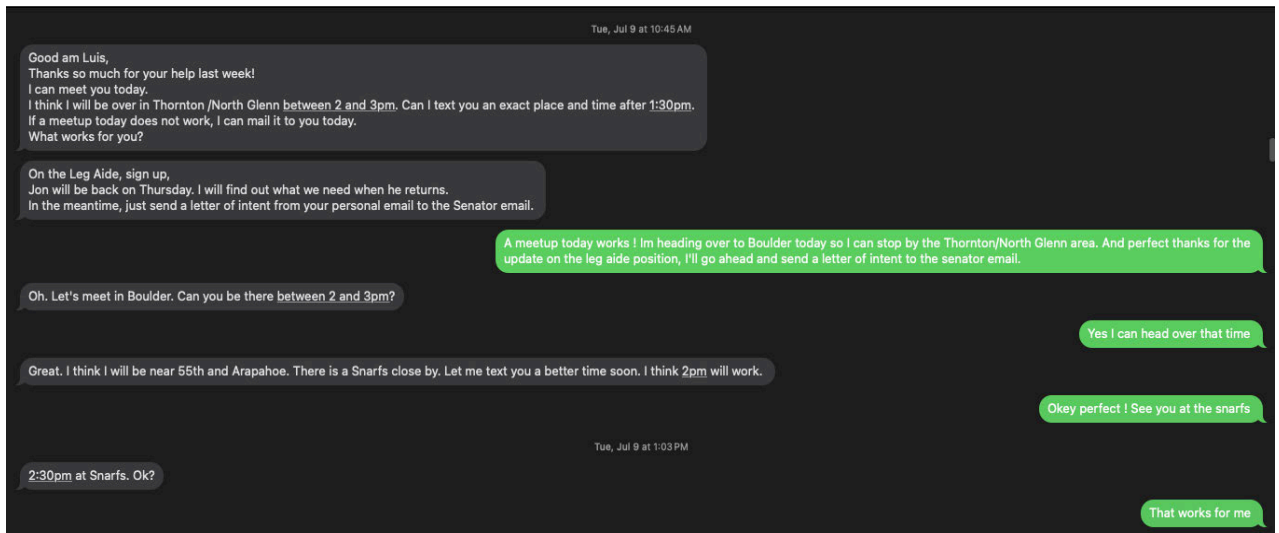 Tue, Jul 9 at 10:45 AM
Good am Luis,
Thanks so much for your help last week!
I can meet you today.
I think I will be over in Thornton /North Glenn between 2 and 3pm. Can I text you an exact place and time after 1:30pm.
If a meetup today does not work, I can mail it to you today.
What works for you?
On the Leg Aide, sign up,
Jon will be back on Thursday. I will find out what we need when he returns.
In the meantime, just send a letter of intent from your personal email to the Senator email.
A meetup today works ! Im heading over to Boulder today so I can stop by the Thornton/North Glenn area. And perfect thanks for the
update on the leg aide position, I'll go ahead and send a letter of intent to the senator email.
Oh. Let's meet in Boulder. Can you be there between 2 and 3pm?
Yes I can head over that time
Great. I think I will be near 55th and Arapahoe. There is a Snarfs close by. Let me text you a better time soon. I think 2pm will work.
Okey perfect ! See you at the snarfs
Tue, Jul 9 at 1:03 PM
2:30pm at Snarfs. Ok?
That works for me